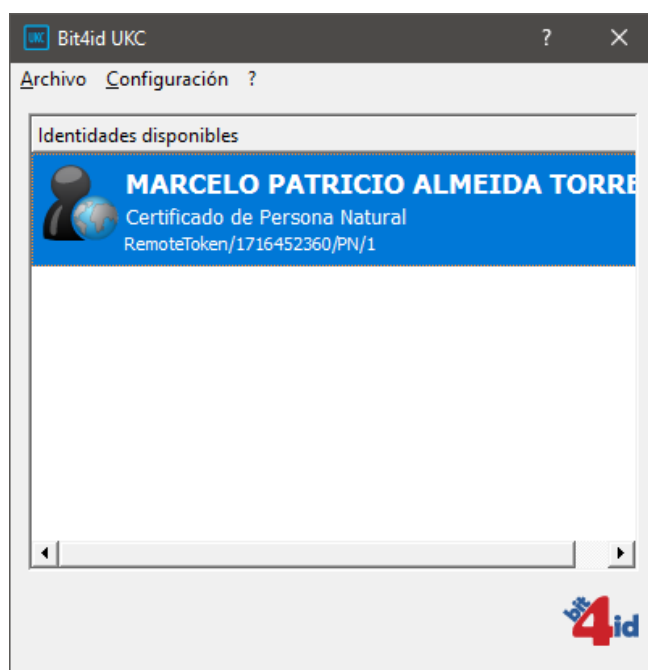 UKC Bit4id UKC ?
Archivo Configuración ?
Identidades disponibles
MARCELO PATRICIO ALMEIDA TORRE
Certificado de Persona Natural
RemoteToken/1716452360/PN/1
bit4id